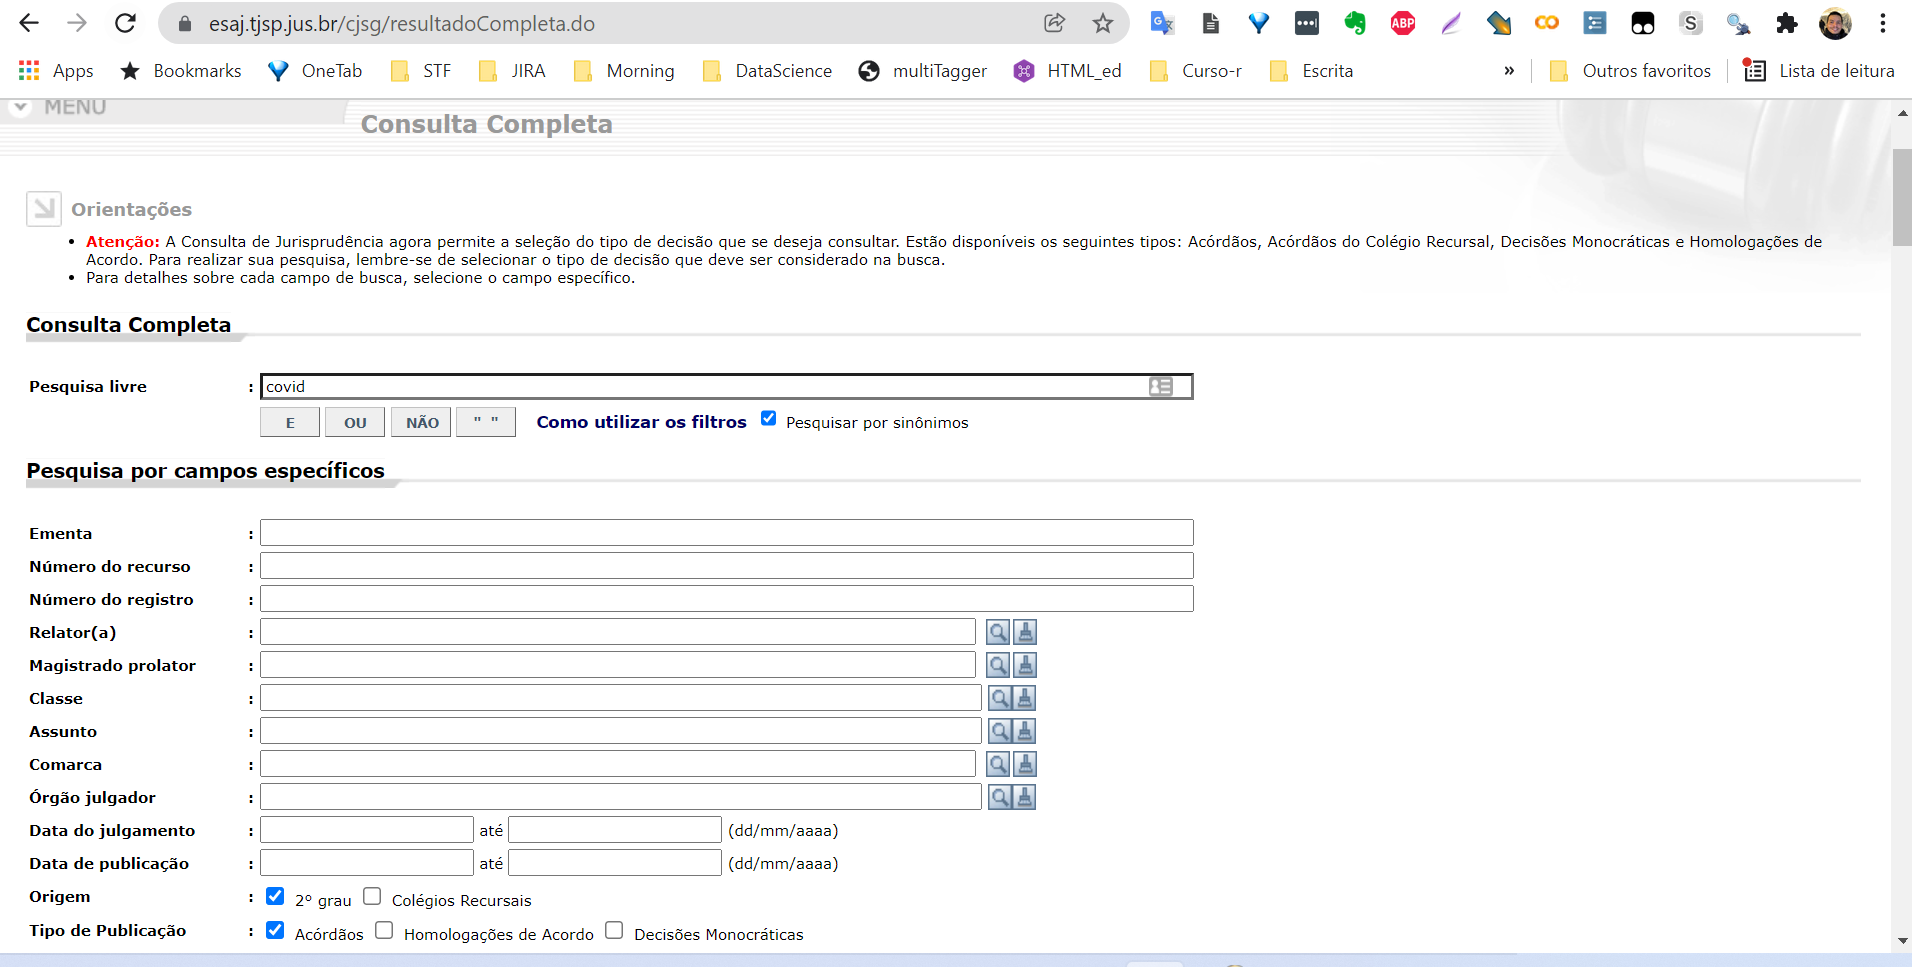 esaj.tjsp.jus.br/cjsg/resultadoCompleta.do
ABP
S
Apps Bookmarks OneTab STF JIRA Morning DataScience multiTagger HTML_ed Curso-r Escrita » Outros favoritos Lista de leitura
MENU
Consulta Completa
Orientações
• Atenção: A Consulta de Jurisprudência agora permite a seleção do tipo de decisão que se deseja consultar. Estão disponíveis os seguintes tipos: Acórdãos, Acórdãos do Colégio Recursal, Decisões Monocráticas e Homologações de
Acordo. Para realizar sua pesquisa, lembre-se de selecionar o tipo de decisão que deve ser considerado na busca.
• Para detalhes sobre cada campo de busca, selecione o campo específico.
Consulta Completa
Pesquisa livre : covid
E OU NÃO " " Como utilizar os filtros Pesquisar por sinônimos
Pesquisa por campos específicos
Ementa :
Número do recurso :
Número do registro :
Relator(a) :
Magistrado prolator :
Classe :
Assunto :
Comarca :
Órgão julgador :
Data do julgamento : até (dd/mm/aaaa)
Data de publicação : até (dd/mm/aaaa)
Origem : 2º grau Colégios Recursais
Tipo de Publicação : Acórdãos Homologações de Acordo Decisões Monocráticas